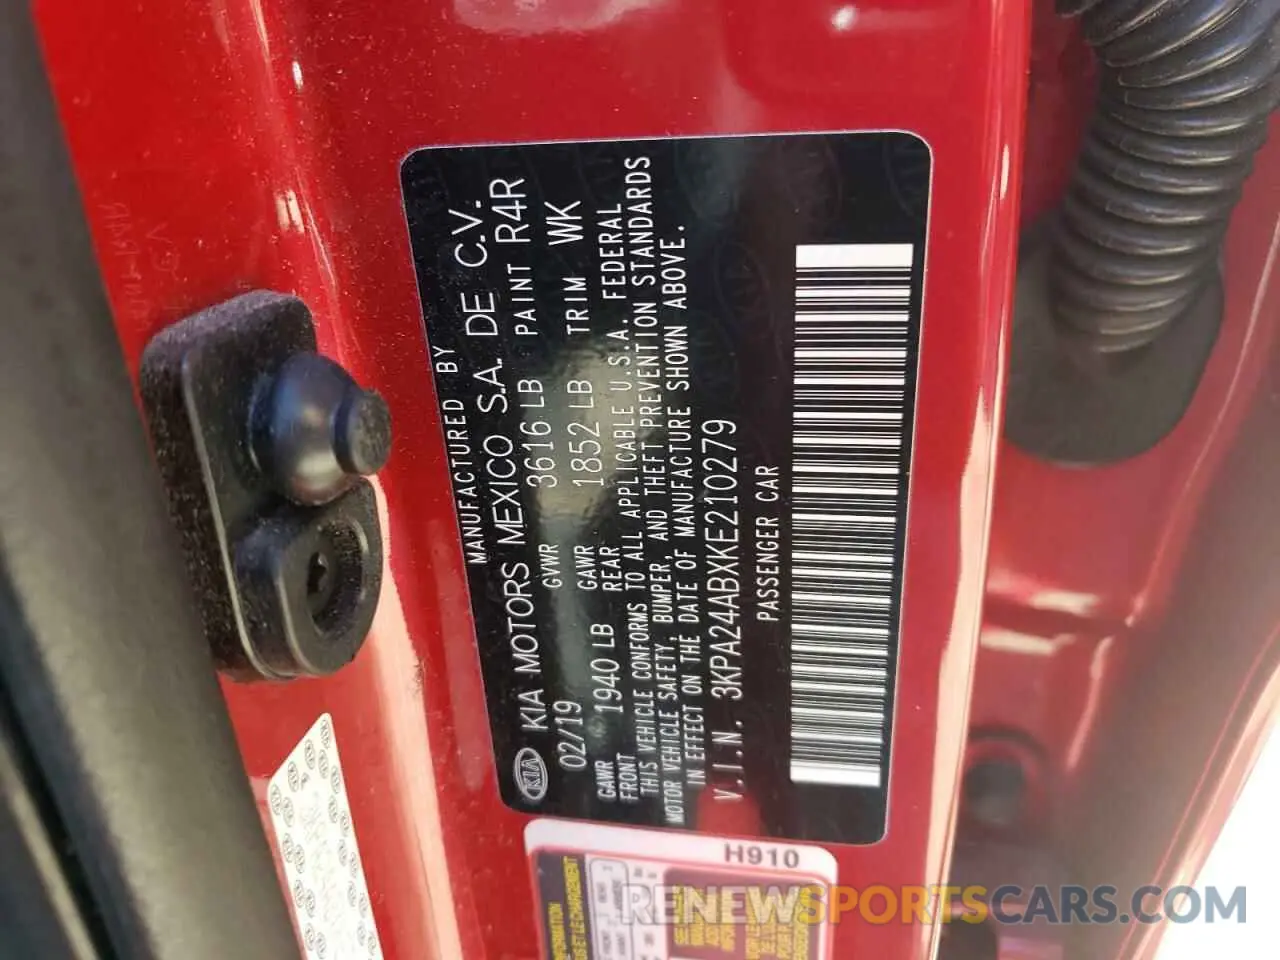 MANUFACTURED BY
KIA KIA MOTORS MEXICO S.A. DE C.V.
02/19 GVWR 3616 LB PAINT R4R
GAWR FRONT 1940 LB GAWR REAR 1852 LB TRIM WK
THIS VEHICLE CONFORMS TO ALL APPLICABLE U.S.A. FEDERAL
MOTOR VEHICLE SAFETY, BUMPER, AND THEFT PREVENTION STANDARDS
IN EFFECT ON THE DATE OF MANUFACTURE SHOWN ABOVE.
V.I.N. 3KPA24ABXKE210279
PASSENGER CAR
H910
RENEWSPORTSCARS.COM